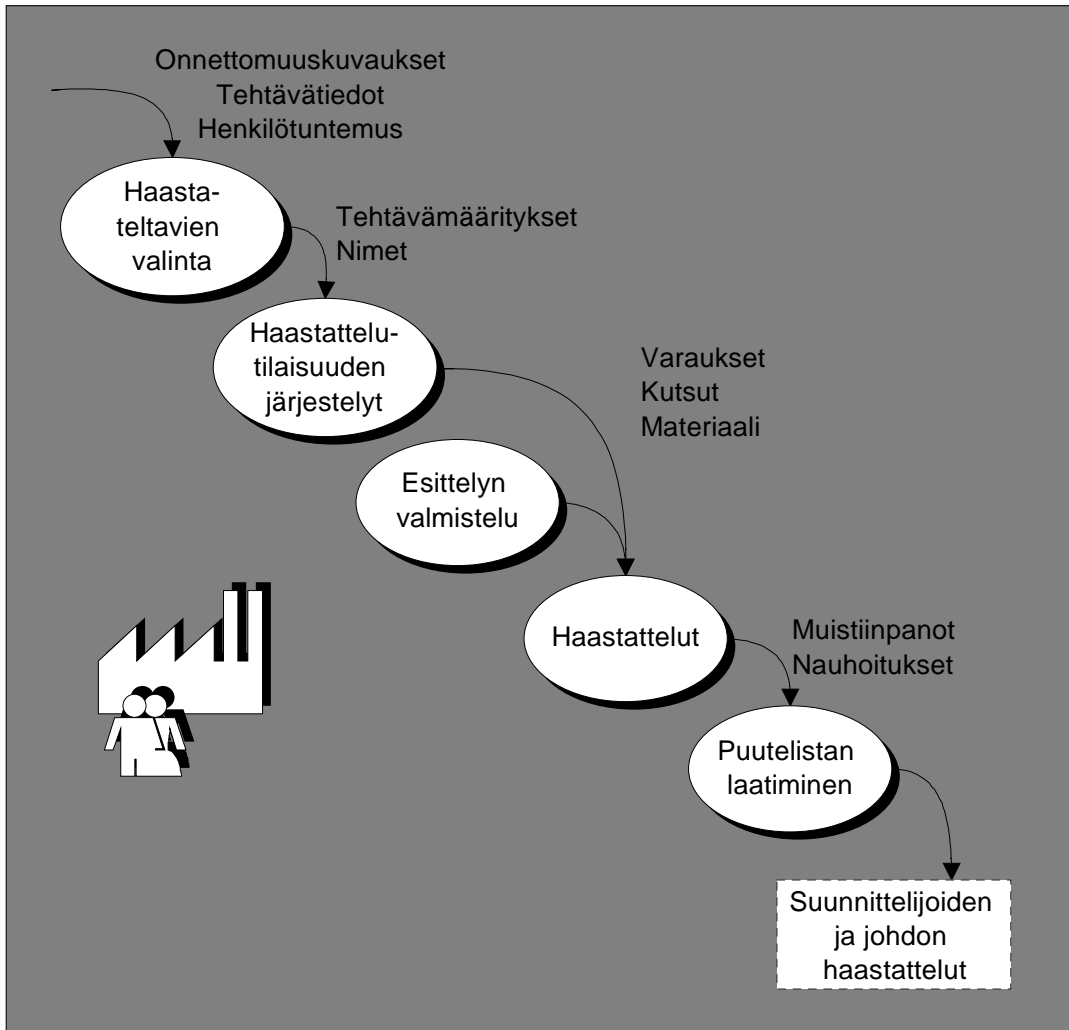 Onnettomuuskuvaukset
Tehtävätiedot
Henkilötuntemus
Haasta-
teltavien
valinta
Tehtävämääritykset
Nimet
Haastattelu-
tilaisuuden
järjestelyt
Varaukset
Kutsut
Materiaali
Esittelyn
valmistelu
Haastattelut
Muistiinpanot
Nauhoitukset
Puutelistan
laatiminen
Suunnittelijoiden
ja johdon
haastattelut